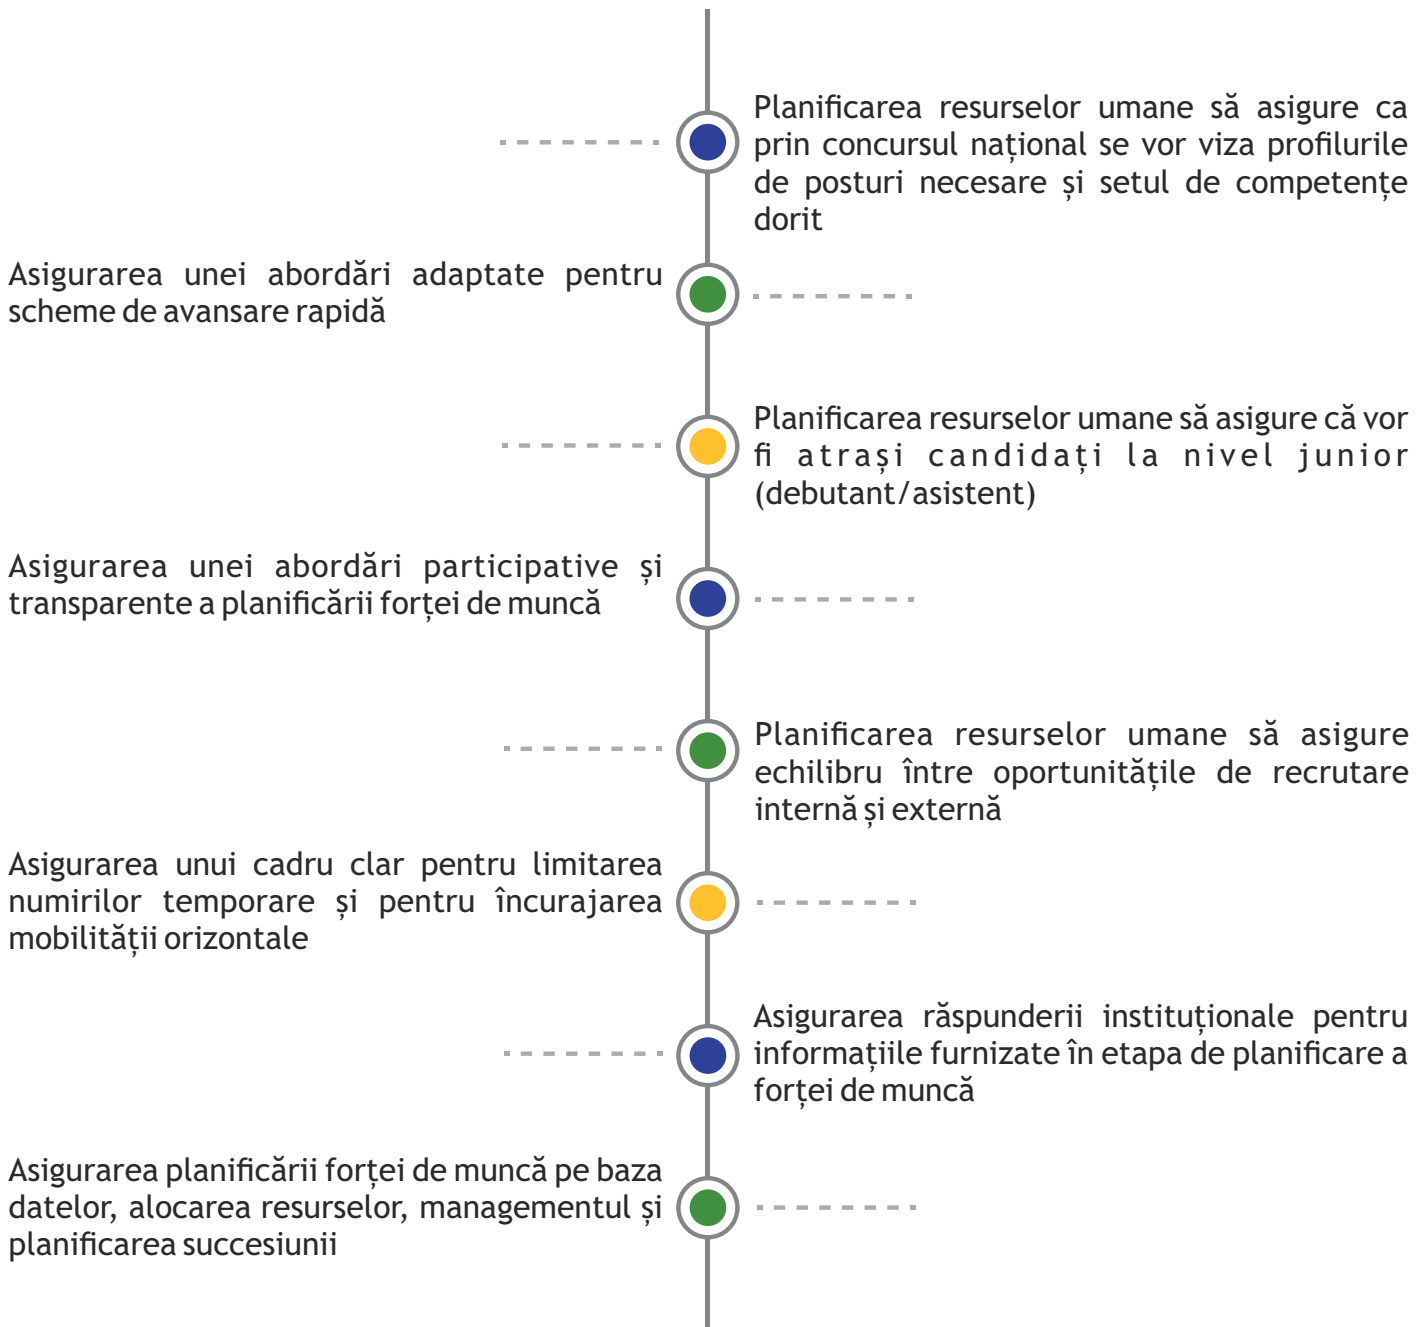 Planificarea resurselor umane să asigure ca
prin concursul național se vor viza profilurile
de posturi necesare și setul de competențe
dorit
Asigurarea unei abordări adaptate pentru
scheme de avansare rapidă
Planificarea resurselor umane să asigure că vor
fi atrași candidați la nivel junior
(debutant/asistent)
Asigurarea unei abordări participative și
transparente a planificării forței de muncă
Planificarea resurselor umane să asigure
echilibru între oportunitățile de recrutare
internă și externă
Asigurarea unui cadru clar pentru limitarea
numirilor temporare și pentru încurajarea
mobilității orizontale
Asigurarea răspunderii instituționale pentru
informațiile furnizate în etapa de planificare a
forței de muncă
Asigurarea planificării forței de muncă pe baza
datelor, alocarea resurselor, managementul și
planificarea succesiunii